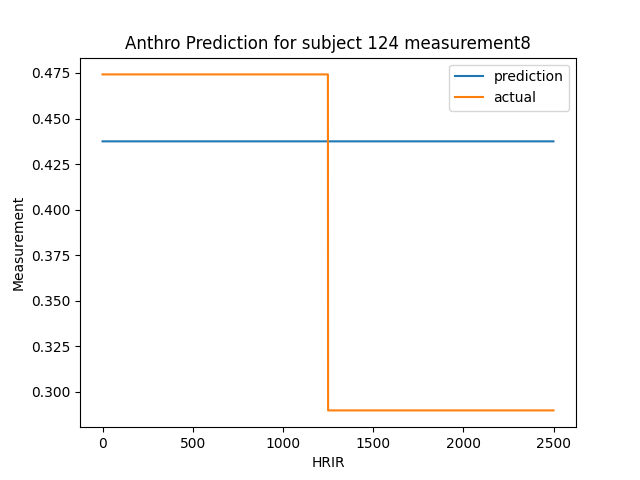 Anthro Prediction for subject 124 measurement8
prediction
actual
0.475
0.450
0.425
0.400
0.375
0.350
0.325
0.300
Measurement
0 500 1000 1500 2000 2500
HRIR